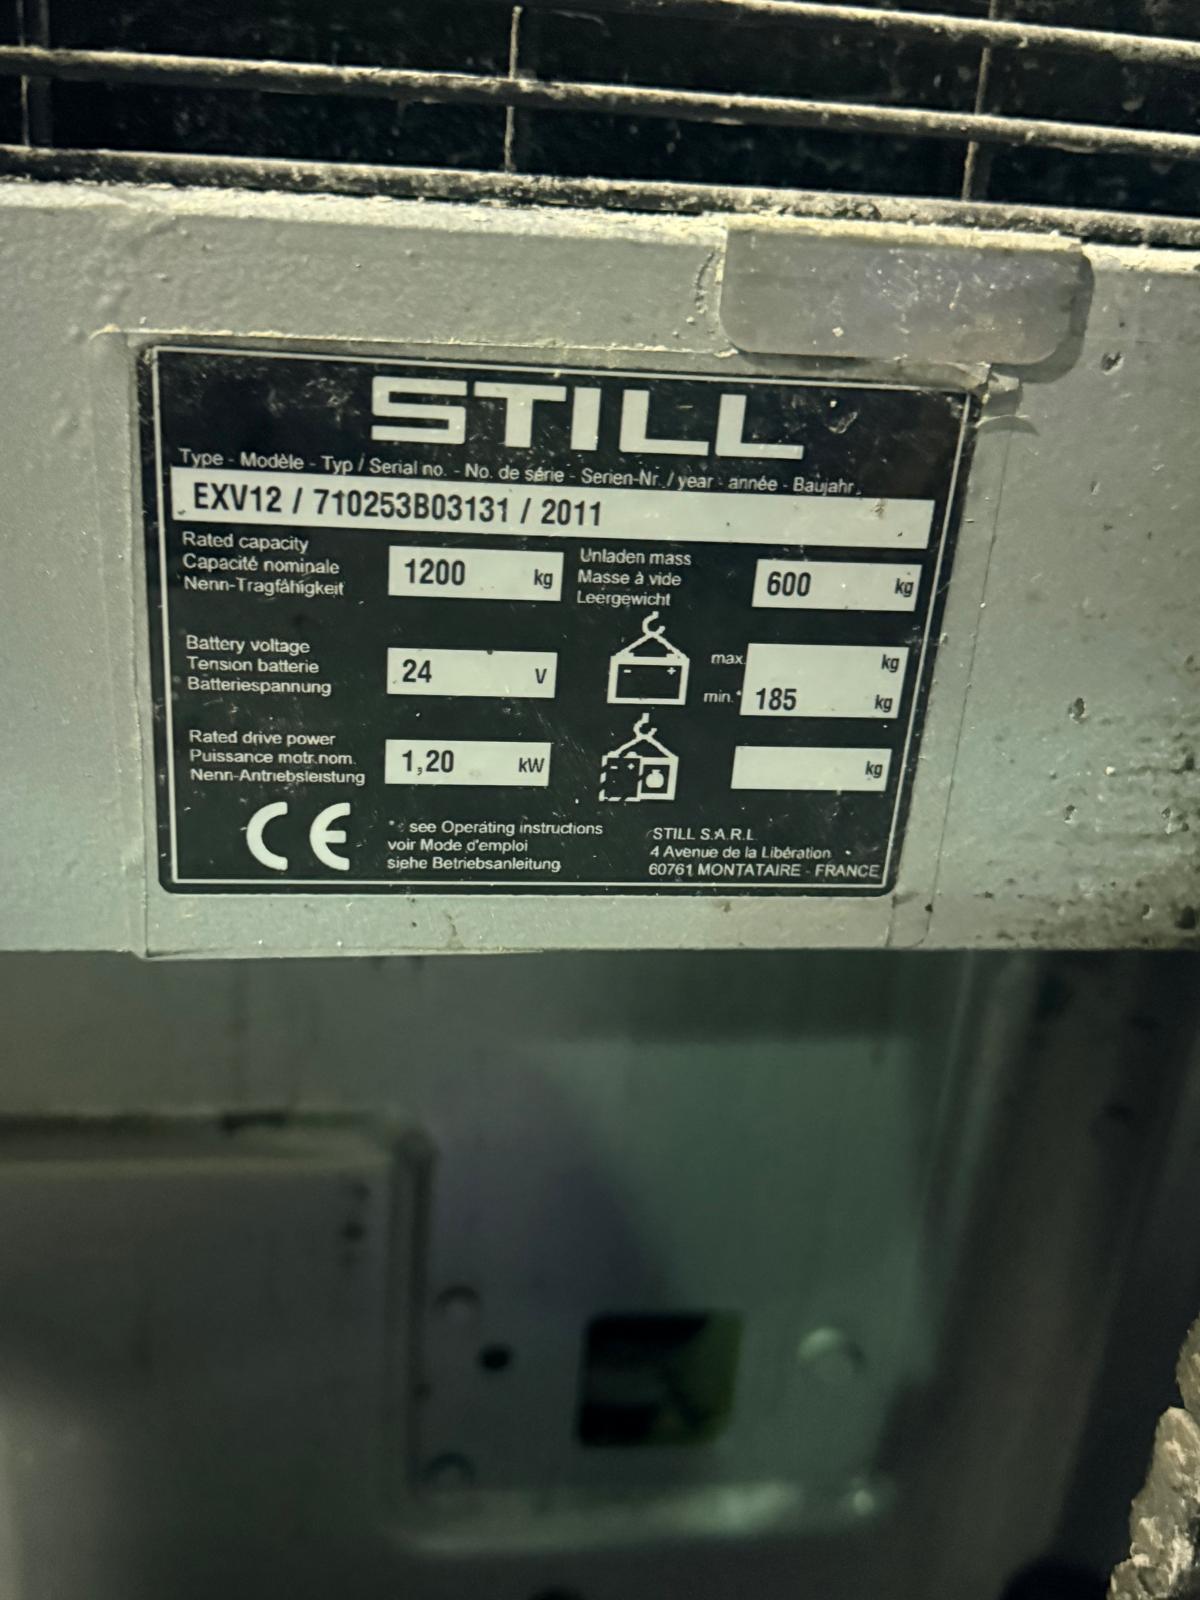 STILL
Type - Modèle - Typ / Serial no. - No. de série - Serien-Nr. / year - année - Baujahr.
EXV12 / 710253B03131 / 2011
Rated capacity
Capacité nominale
Nenn-Tragfähigkeit
1200 kg
Unladen mass
Masse à vide
Leergewicht
600 kg
Battery voltage
Tension batterie
Batteriespannung
24 V
- +
max. kg
min.* 185 kg
Rated drive power
Puissance motr.nom.
Nenn-Antriebsleistung
1,20 kW
- +
kg
CE
* : see Operating instructions
voir Mode d'emploi
siehe Betriebsanleitung
STILL S.A.R.L
4 Avenue de la Libération
60761 MONTATAIRE - FRANCE